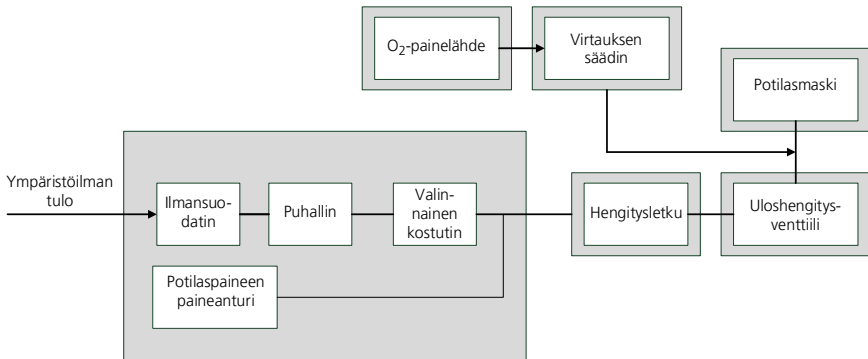 O₂-painelähde
Virtauksen
säädin
Potilasmaski
Ympäristöilman
tulo
Ilmansuo-
datin
Puhallin
Valin-
nainen
kostutin
Hengitysletku
Uloshengitys-
venttiili
Potilaspaineen
paineanturi